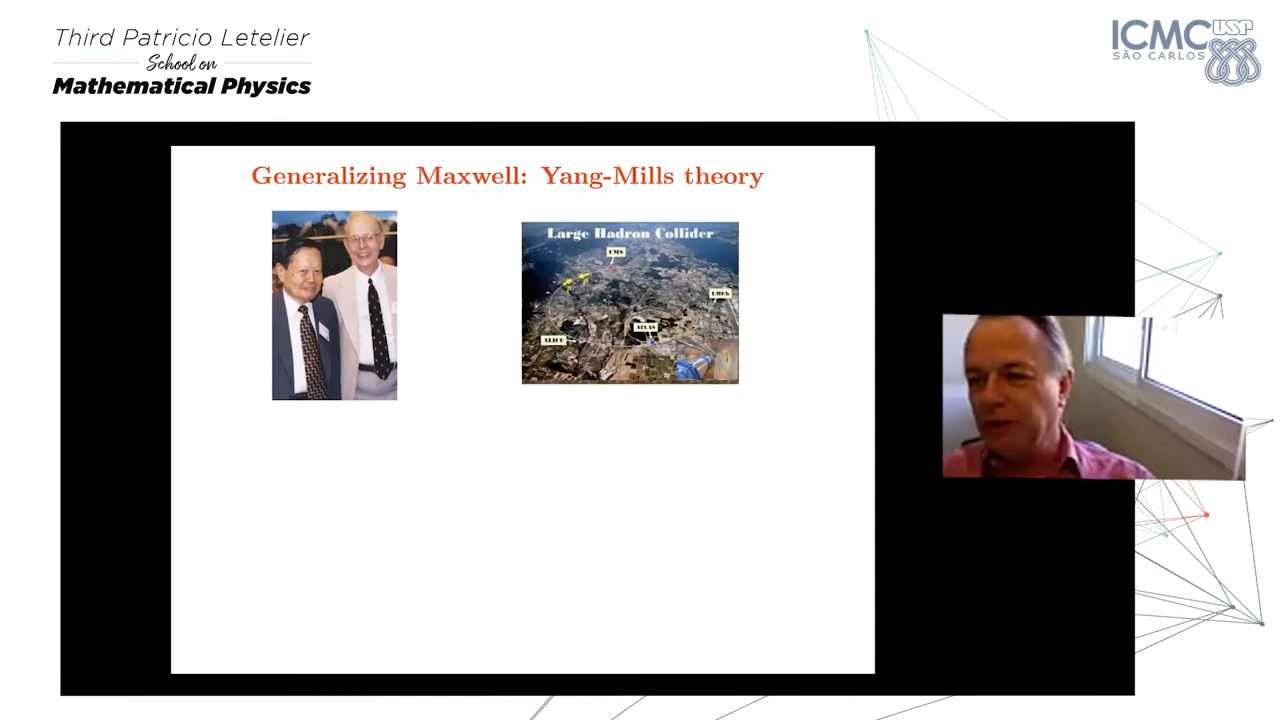 Third Patricio Letelier
School on
Mathematical Physics
ICMC USP
SÃO CARLOS
Generalizing Maxwell: Yang-Mills theory
Large Hadron Collider
CMS
LHCb
ATLAS
ALICE